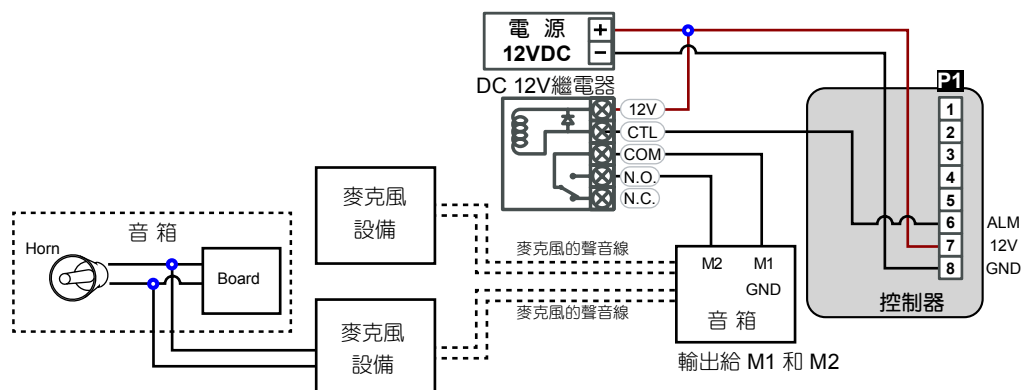 電 源
12VDC
+
−
DC 12V繼電器
12V
CTL
COM
N.O.
N.C.
P1
1
2
3
4
5
6
7
8
ALM
12V
GND
控制器
麥克風
設備
音 箱
Horn
Board
麥克風
設備
麥克風的聲音線
麥克風的聲音線
M2 M1
GND
音 箱
輸出給 M1 和 M2